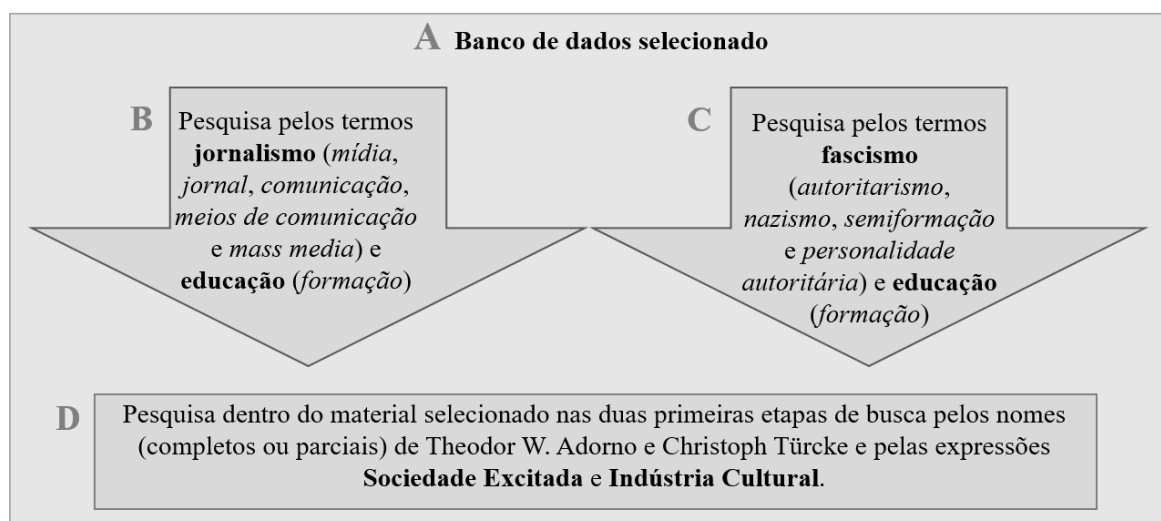 A Banco de dados selecionado
B
Pesquisa pelos termos
jornalismo (mídia,
jornal, comunicação,
meios de comunicação
e mass media) e
educação (formação)
C
Pesquisa pelos termos
fascismo
(autoritarismo,
nazismo, semiformação
e personalidade
autoritária) e educação
(formação)
D
Pesquisa dentro do material selecionado nas duas primeiras etapas de busca pelos nomes
(completos ou parciais) de Theodor W. Adorno e Christoph Türcke e pelas expressões
Sociedade Excitada e Indústria Cultural.